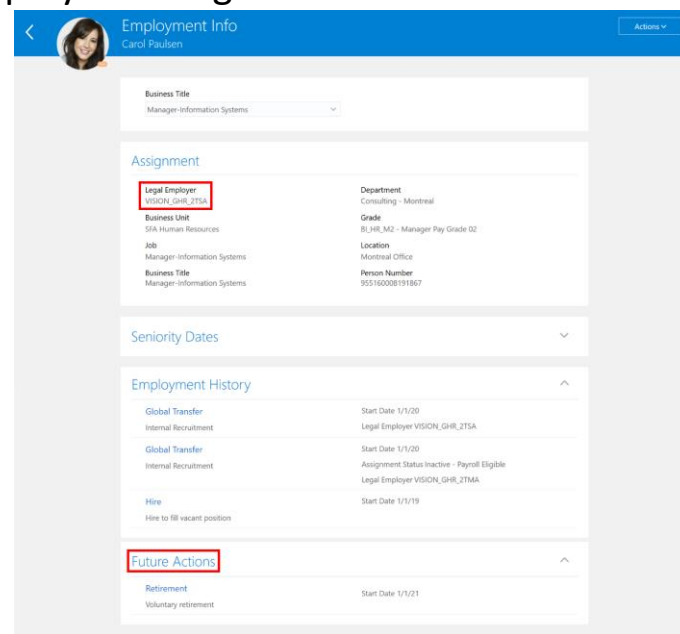 Employment Info
Carol Paulsen
Actions
Business Title
Manager-Information Systems
Assignment
Legal Employer
VISION_GHR_2TSA
Department
Consulting - Montreal
Business Unit
SFA Human Resources
Grade
BI_HR_M2 - Manager Pay Grade 02
Job
Manager-Information Systems
Location
Montreal Office
Business Title
Manager-Information Systems
Person Number
955160008191867
Seniority Dates
Employment History
Global Transfer
Start Date 1/1/20
Internal Recruitment
Legal Employer VISION_GHR_2TSA
Global Transfer
Start Date 1/1/20
Internal Recruitment
Assignment Status Inactive - Payroll Eligible
Legal Employer VISION_GHR_2TMA
Hire
Start Date 1/1/19
Hire to fill vacant position
Future Actions
Retirement
Start Date 1/1/21
Voluntary retirement